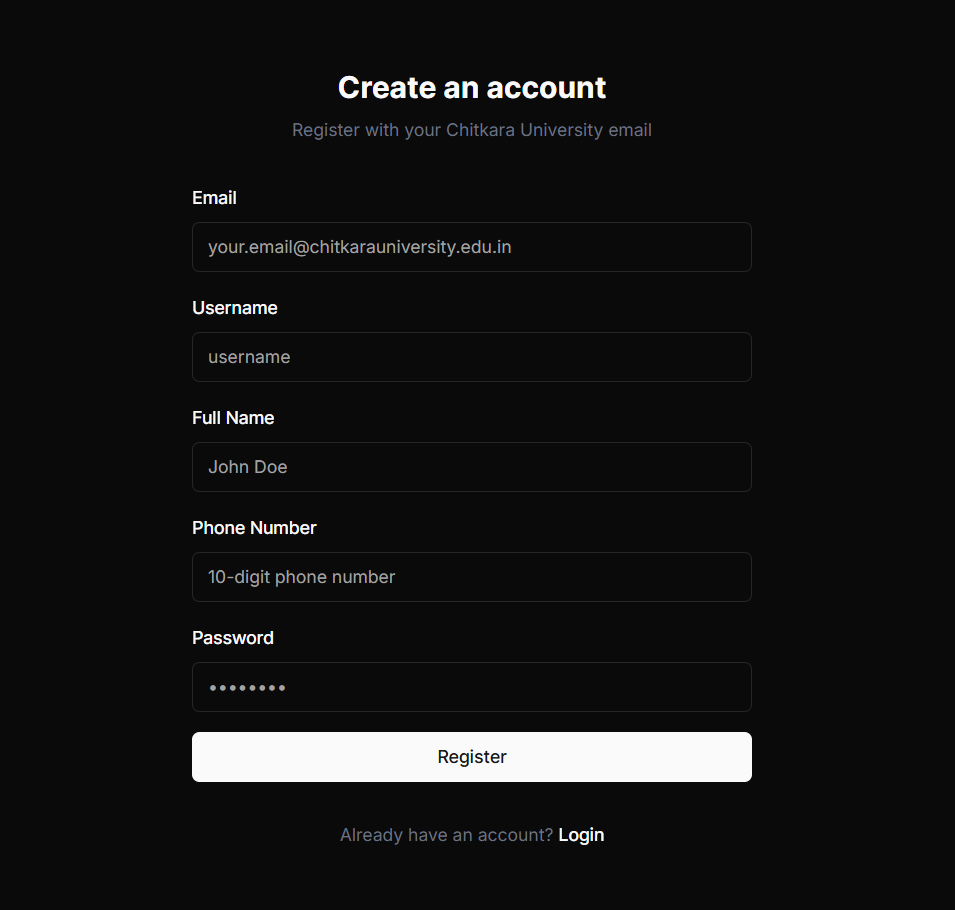 Create an account
Register with your Chitkara University email
Email
your.email@chitkarauniversity.edu.in
Username
username
Full Name
John Doe
Phone Number
10-digit phone number
Password
••••••••
Register
Already have an account? Login